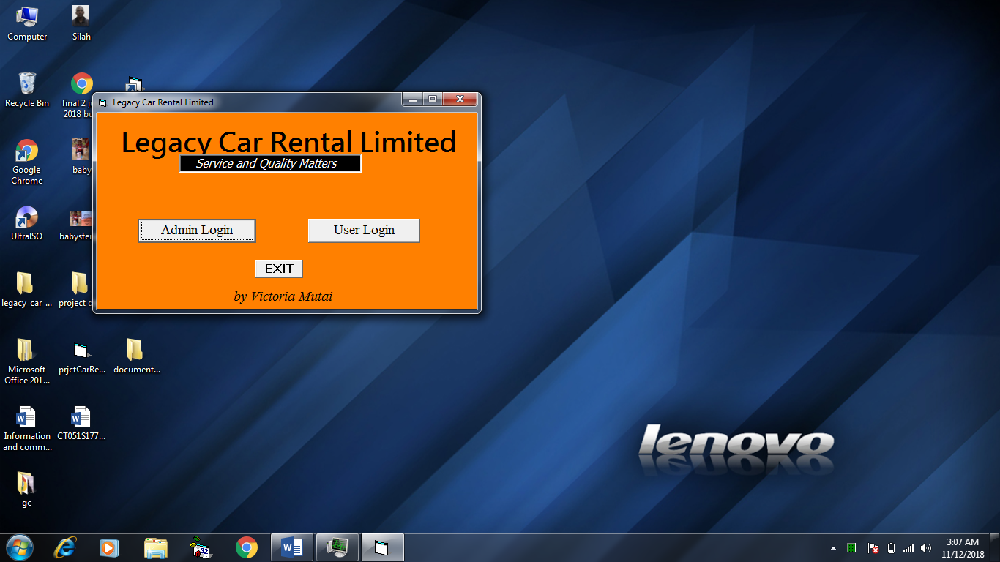 Computer
Silah
Recycle Bin
final 2 j
2018 bu
Google
Chrome
baby
UltraISO
babystei
legacy_car_...
project
Microsoft
Office 201...
prjctCarRe...
document...
Information
and comm...
CT051S177...
gc
Legacy Car Rental Limited
Legacy Car Rental Limited
Service and Quality Matters
Admin Login
User Login
EXIT
by Victoria Mutai
lenovo
32
3:07 AM
11/12/2018